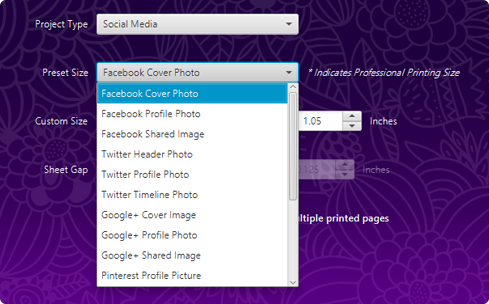 Project Type Social Media
Preset Size Facebook Cover Photo * Indicates Professional Printing Size
Facebook Cover Photo
Facebook Profile Photo
Custom Size 1.05 Inches
Facebook Shared Image
Twitter Header Photo
Sheet Gap .125 Inches
Twitter Profile Photo
Twitter Timeline Photo
Google+ Cover Image
ltiple printed pages
Google+ Profile Photo
Google+ Shared Image
Pinterest Profile Picture